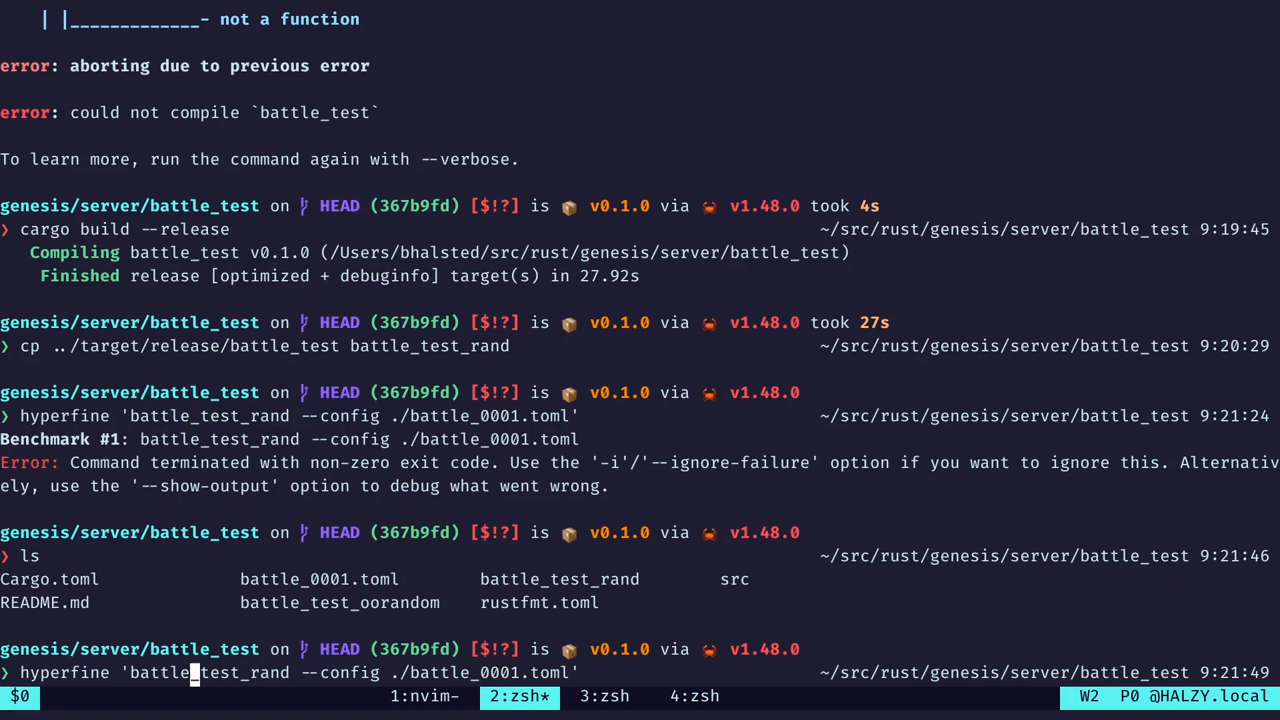 | |_____________- not a function
error: aborting due to previous error
error: could not compile `battle_test`
To learn more, run the command again with --verbose.
genesis/server/battle_test on HEAD (367b9fd) [$!?] is 📦 v0.1.0 via 🦀 v1.48.0 took 4s
❯ cargo build --release ~/src/rust/genesis/server/battle_test 9:19:45
Compiling battle_test v0.1.0 (/Users/bhalsted/src/rust/genesis/server/battle_test)
Finished release [optimized + debuginfo] target(s) in 27.92s
genesis/server/battle_test on HEAD (367b9fd) [$!?] is 📦 v0.1.0 via 🦀 v1.48.0 took 27s
❯ cp ../target/release/battle_test battle_test_rand ~/src/rust/genesis/server/battle_test 9:20:29
genesis/server/battle_test on HEAD (367b9fd) [$!?] is 📦 v0.1.0 via 🦀 v1.48.0
❯ hyperfine 'battle_test_rand --config ./battle_0001.toml' ~/src/rust/genesis/server/battle_test 9:21:24
Benchmark #1: battle_test_rand --config ./battle_0001.toml
Error: Command terminated with non-zero exit code. Use the '-i'/'--ignore-failure' option if you want to ignore this. Alternativ
ely, use the '--show-output' option to debug what went wrong.
genesis/server/battle_test on HEAD (367b9fd) [$!?] is 📦 v0.1.0 via 🦀 v1.48.0
❯ ls ~/src/rust/genesis/server/battle_test 9:21:46
Cargo.toml battle_0001.toml battle_test_rand src
README.md battle_test_oorandom rustfmt.toml
genesis/server/battle_test on HEAD (367b9fd) [$!?] is 📦 v0.1.0 via 🦀 v1.48.0
❯ hyperfine 'battle_test_rand --config ./battle_0001.toml' ~/src/rust/genesis/server/battle_test 9:21:49
$0 1:nvim- 2:zsh* 3:zsh 4:zsh W2 P0 @HALZY.local